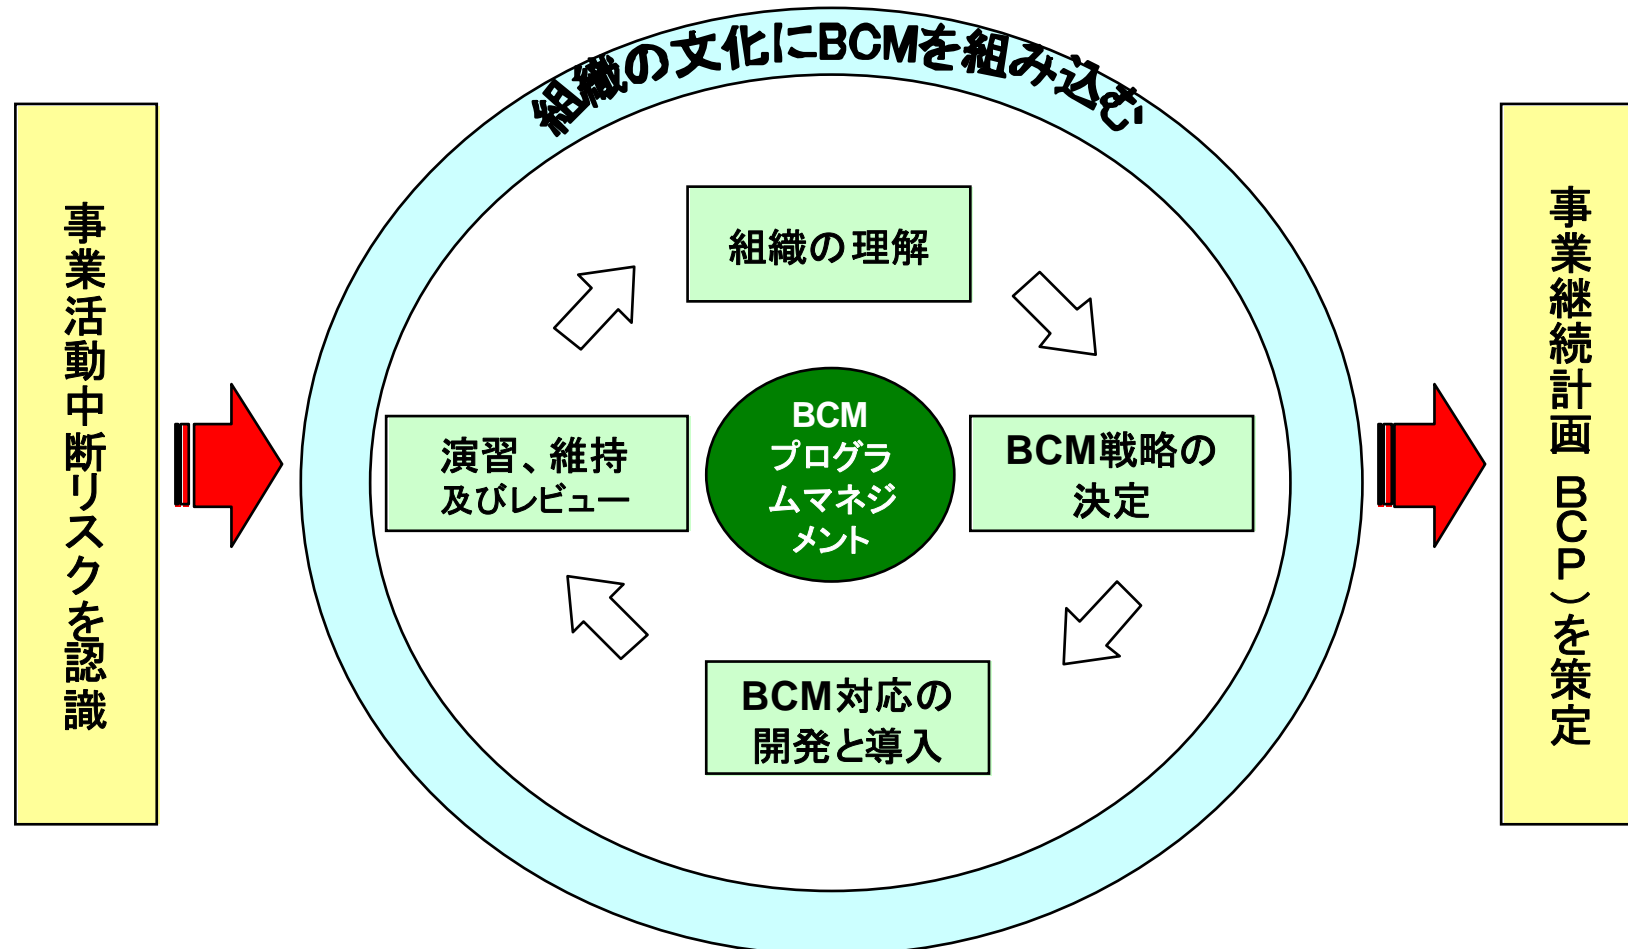 組織の文化にBCMを組み込む
事業活動中断リスクを認識
組織の理解
演習、維持
及びレビュー
BCM
プログラ
ムマネジ
メント
BCM戦略の
決定
BCM対応の
開発と導入
事業継続計画 BCP）を策定